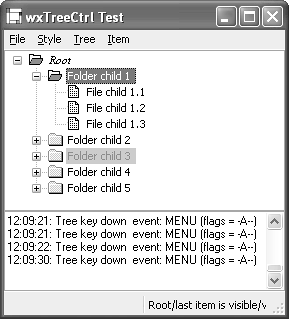 wxTreeCtrl Test
File Style Tree Item
Root
Folder child 1
File child 1.1
File child 1.2
File child 1.3
Folder child 2
Folder child 3
Folder child 4
Folder child 5
12:09:21: Tree key down event: MENU (flags = -A--)
12:09:21: Tree key down event: MENU (flags = -A--)
12:09:22: Tree key down event: MENU (flags = -A--)
12:09:30: Tree key down event: MENU (flags = -A--)
Root/last item is visible/v